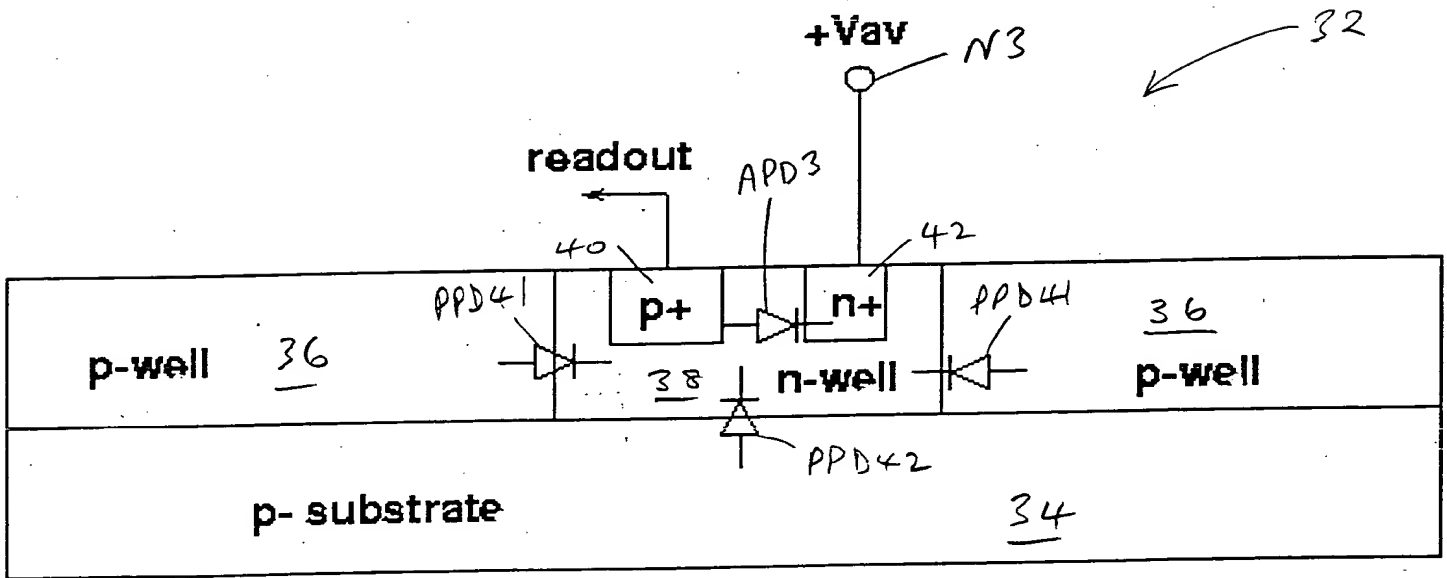 +Vav
N3
32
readout
APD3
40
42
PPD41
p+
n+
PPD41
36
p-well
36
38
n-well
p-well
PPD42
p- substrate
34